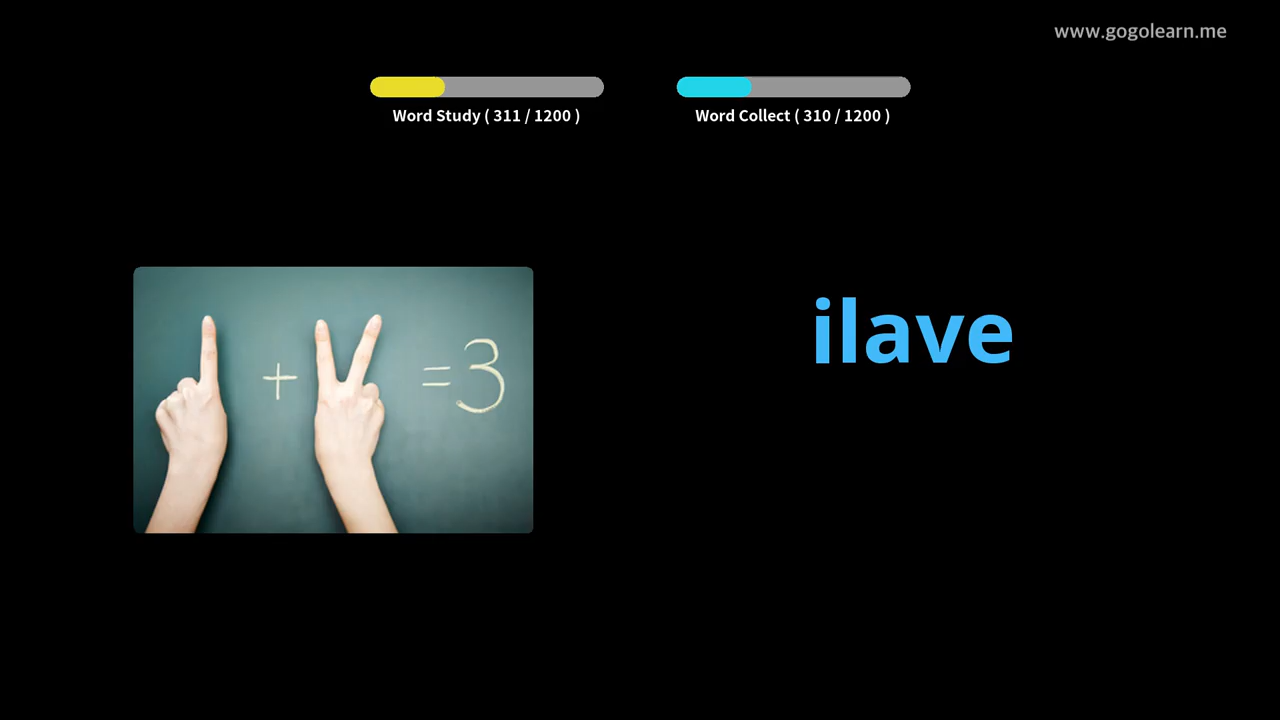 www.gogolearn.me
Word Study ( 311 / 1200 )
Word Collect ( 310 / 1200 )
+ = 3
ilave